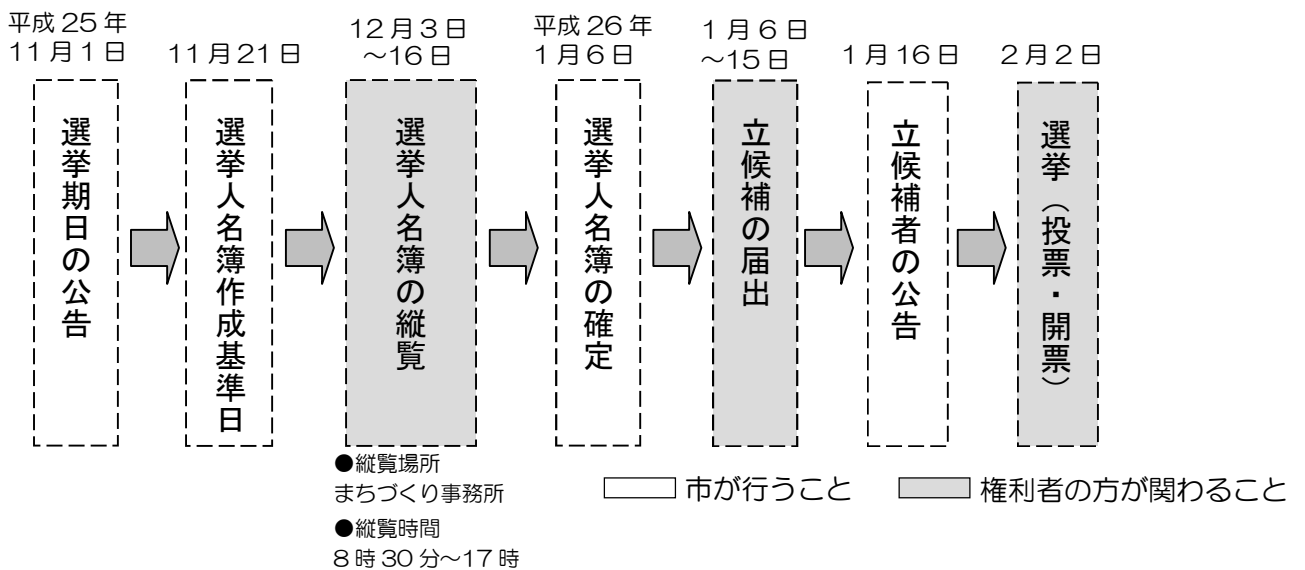 平成25年
11月1日
11月21日
12月3日
～16日
平成26年
1月6日
1月6日
～15日
1月16日
2月2日
選挙期日の公告
選挙人名簿作成基準日
選挙人名簿の縦覧
選挙人名簿の確定
立候補の届出
立候補者の公告
選挙（投票・開票）
●縦覧場所
まちづくり事務所
●縦覧時間
8時30分～17時
市が行うこと
権利者の方が関わること